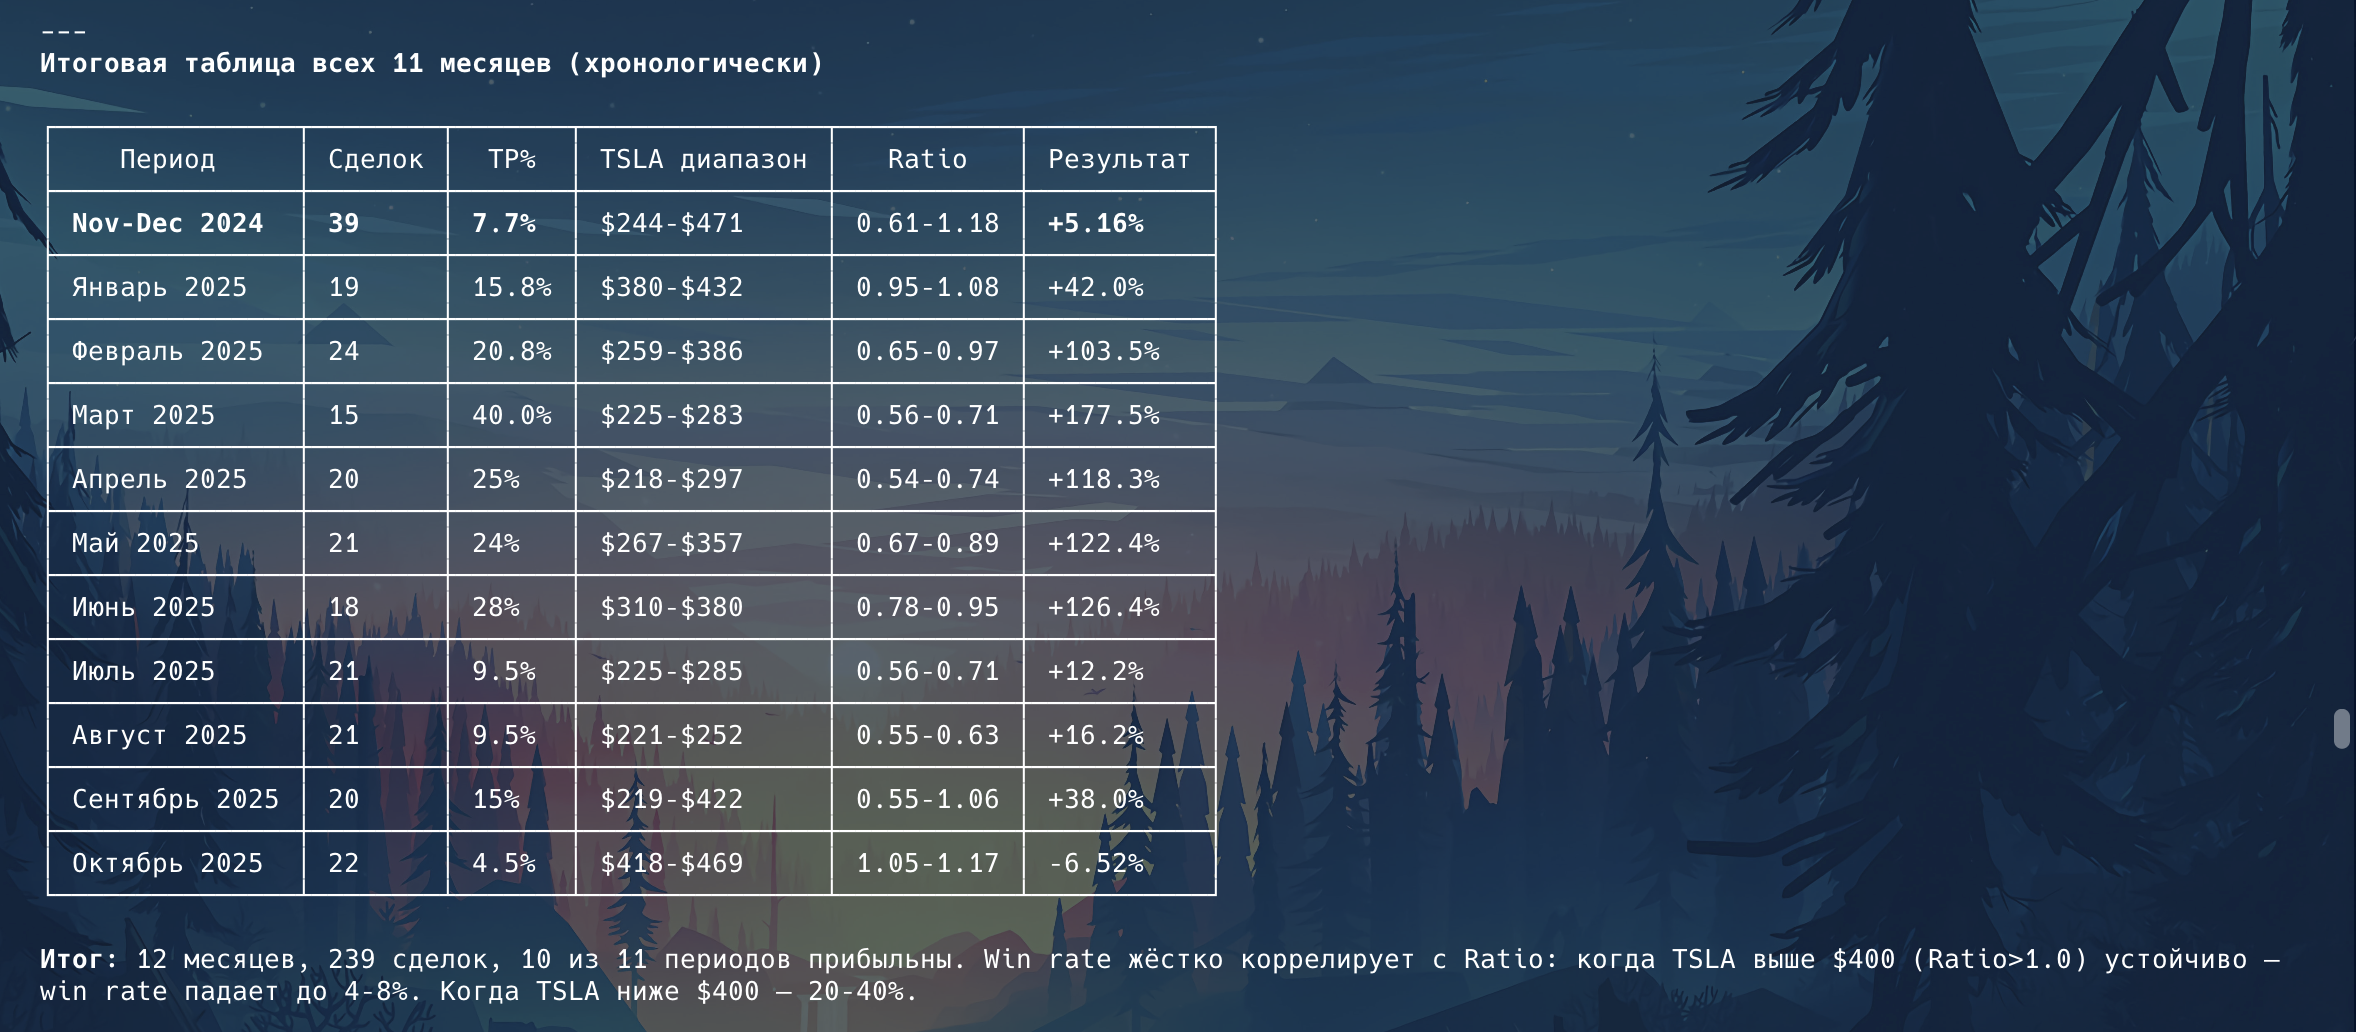 ---
Итоговая таблица всех 11 месяцев (хронологически)
Период Сделок TP% TSLA диапазон Ratio Результат
Nov-Dec 2024 39 7.7% $244-$471 0.61-1.18 +5.16%
Январь 2025 19 15.8% $380-$432 0.95-1.08 +42.0%
Февраль 2025 24 20.8% $259-$386 0.65-0.97 +103.5%
Март 2025 15 40.0% $225-$283 0.56-0.71 +177.5%
Апрель 2025 20 25% $218-$297 0.54-0.74 +118.3%
Май 2025 21 24% $267-$357 0.67-0.89 +122.4%
Июнь 2025 18 28% $310-$380 0.78-0.95 +126.4%
Июль 2025 21 9.5% $225-$285 0.56-0.71 +12.2%
Август 2025 21 9.5% $221-$252 0.55-0.63 +16.2%
Сентябрь 2025 20 15% $219-$422 0.55-1.06 +38.0%
Октябрь 2025 22 4.5% $418-$469 1.05-1.17 -6.52%
Итог: 12 месяцев, 239 сделок, 10 из 11 периодов прибыльны. Win rate жёстко коррелирует с Ratio: когда TSLA выше $400 (Ratio>1.0) устойчиво —
win rate падает до 4-8%. Когда TSLA ниже $400 — 20-40%.